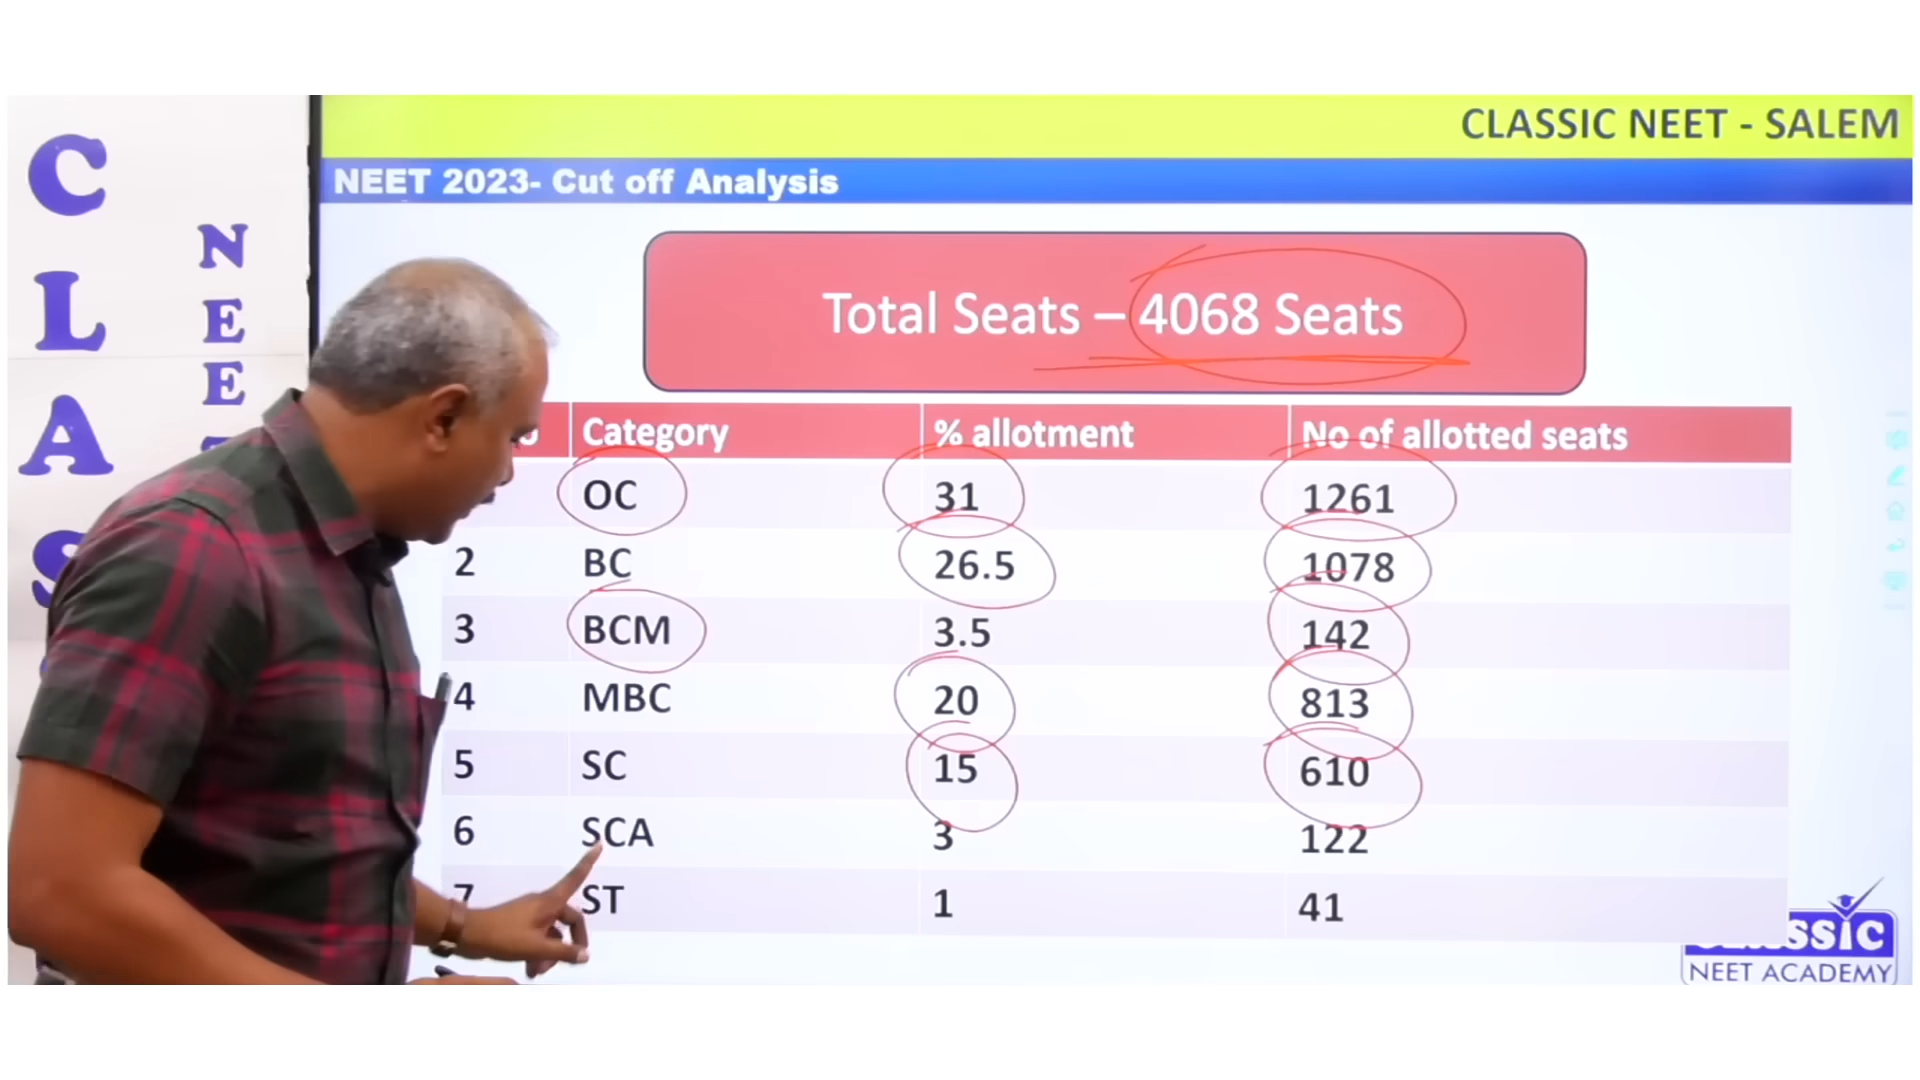 CLASSIC NEET - SALEM
NEET 2023- Cut off Analysis
C
L
A
S
N
E
E
Total Seats – 4068 Seats
Category % allotment No of allotted seats
OC 31 1261
2 BC 26.5 1078
3 BCM 3.5 142
4 MBC 20 813
5 SC 15 610
6 SCA 3 122
7 ST 1 41
CLASSIC
NEET ACADEMY